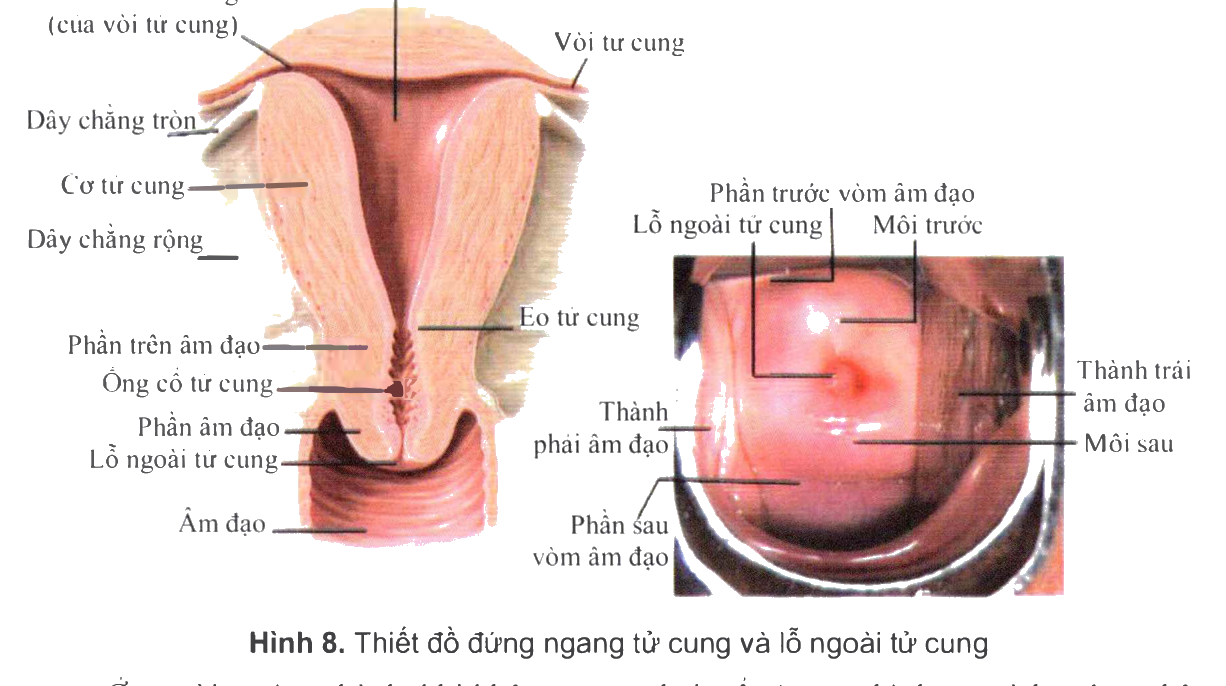 (của vòi tử cung)
Vòi tử cung
Dây chằng tròn
Cơ tử cung
Dây chằng rộng
Eo tử cung
Phần trên âm đạo
Ống cổ tử cung
Phần âm đạo
Lỗ ngoài tử cung
Âm đạo
Phần trước vòm âm đạo
Lỗ ngoài tử cung
Môi trước
Thành trái
âm đạo
Thành
phải âm đạo
Môi sau
Phần sau
vòm âm đạo
Hình 8. Thiết đồ đứng ngang tử cung và lỗ ngoài tử cung